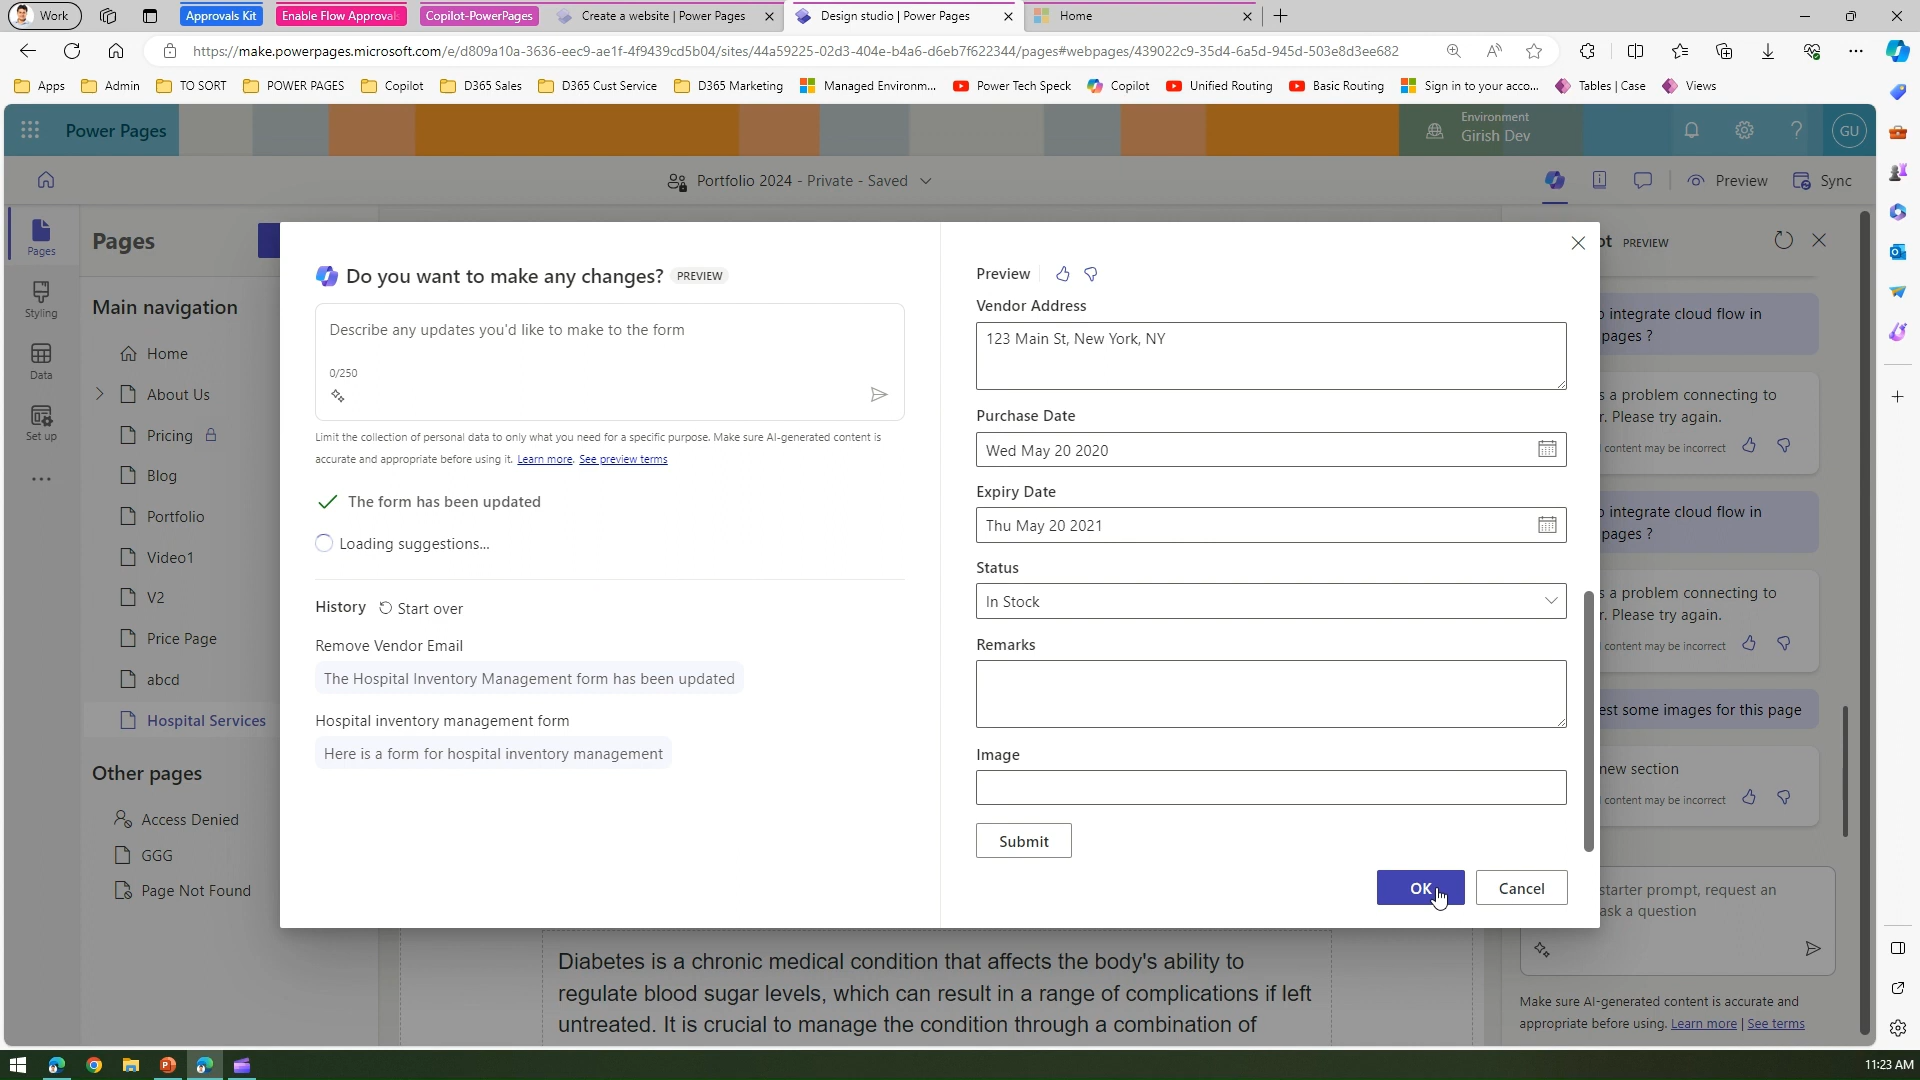 Work
Approvals Kit
Enable Flow Approvals
Copilot-PowerPages
Create a website | Power Pages
Design studio | Power Pages
Home
https://make.powerpages.microsoft.com/e/d809a10a-3636-eec9-ae1f-4f9439cd5b04/sites/44a59225-02d3-404e-b4a6-d6eb7f622344/pages#webpages/439022c9-35d4-6a5d-945d-503e8d3ee682
Apps
Admin
TO SORT
POWER PAGES
Copilot
D365 Sales
D365 Cust Service
D365 Marketing
Managed Environm...
Power Tech Speck
Copilot
Unified Routing
Basic Routing
Sign in to your acco...
Tables | Case
Views
Power Pages
Environment
Girish Dev
GU
Portfolio 2024 - Private - Saved
Preview
Sync
Pages
Styling
Data
Set up
Pages
Main navigation
Home
About Us
Pricing
Blog
Portfolio
Video1
V2
Price Page
abcd
Hospital Services
Other pages
Access Denied
GGG
Page Not Found
Do you want to make any changes? PREVIEW
Describe any updates you'd like to make to the form
0/250
Limit the collection of personal data to only what you need for a specific purpose. Make sure AI-generated content is
accurate and appropriate before using it. Learn more. See preview terms
The form has been updated
Loading suggestions...
History Start over
Remove Vendor Email
The Hospital Inventory Management form has been updated
Hospital inventory management form
Here is a form for hospital inventory management
Preview
Vendor Address
123 Main St, New York, NY
Purchase Date
Wed May 20 2020
Expiry Date
Thu May 20 2021
Status
In Stock
Remarks
Image
Submit
OK
Cancel
ot PREVIEW
o integrate cloud flow in
pages ?
s a problem connecting to
r. Please try again.
content may be incorrect
o integrate cloud flow in
pages ?
s a problem connecting to
r. Please try again.
content may be incorrect
est some images for this page
new section
content may be incorrect
starter prompt, request an
ask a question
Make sure AI-generated content is accurate and
appropriate before using. Learn more | See terms
Diabetes is a chronic medical condition that affects the body's ability to
regulate blood sugar levels, which can result in a range of complications if left
untreated. It is crucial to manage the condition through a combination of
11:23 AM